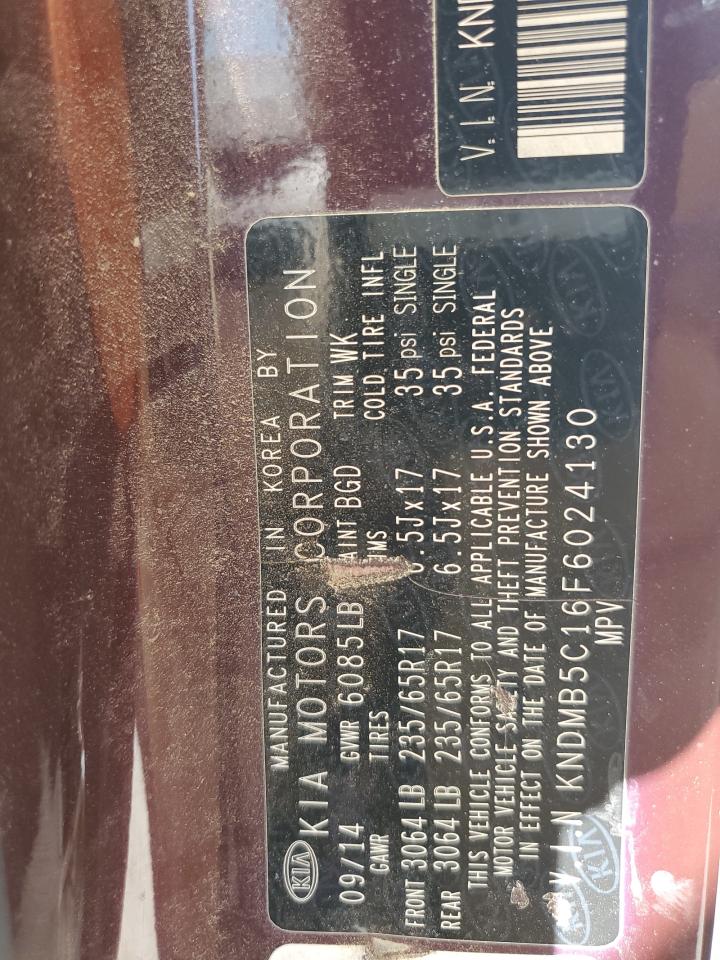 V.I.N. KN
MANUFACTURED IN KOREA BY
KIA KIA MOTORS CORPORATION
09/14 GVWR 6085LB BGD TRIM WK
GAWR TIRES COLD TIRE INFL
FRONT 3064LB 235/65R17 .5Jx17 35 psi SINGLE
REAR 3064LB 235/65R17 6.5Jx17 35 psi SINGLE
THIS VEHICLE CONFORMS TO ALL APPLICABLE U.S.A. FEDERAL
MOTOR VEHICLE SAFETY AND THEFT PREVENTION STANDARDS
IN EFFECT ON THE DATE OF MANUFACTURE SHOWN ABOVE.
V.I.N KNDMB5C16F6024130
MPV